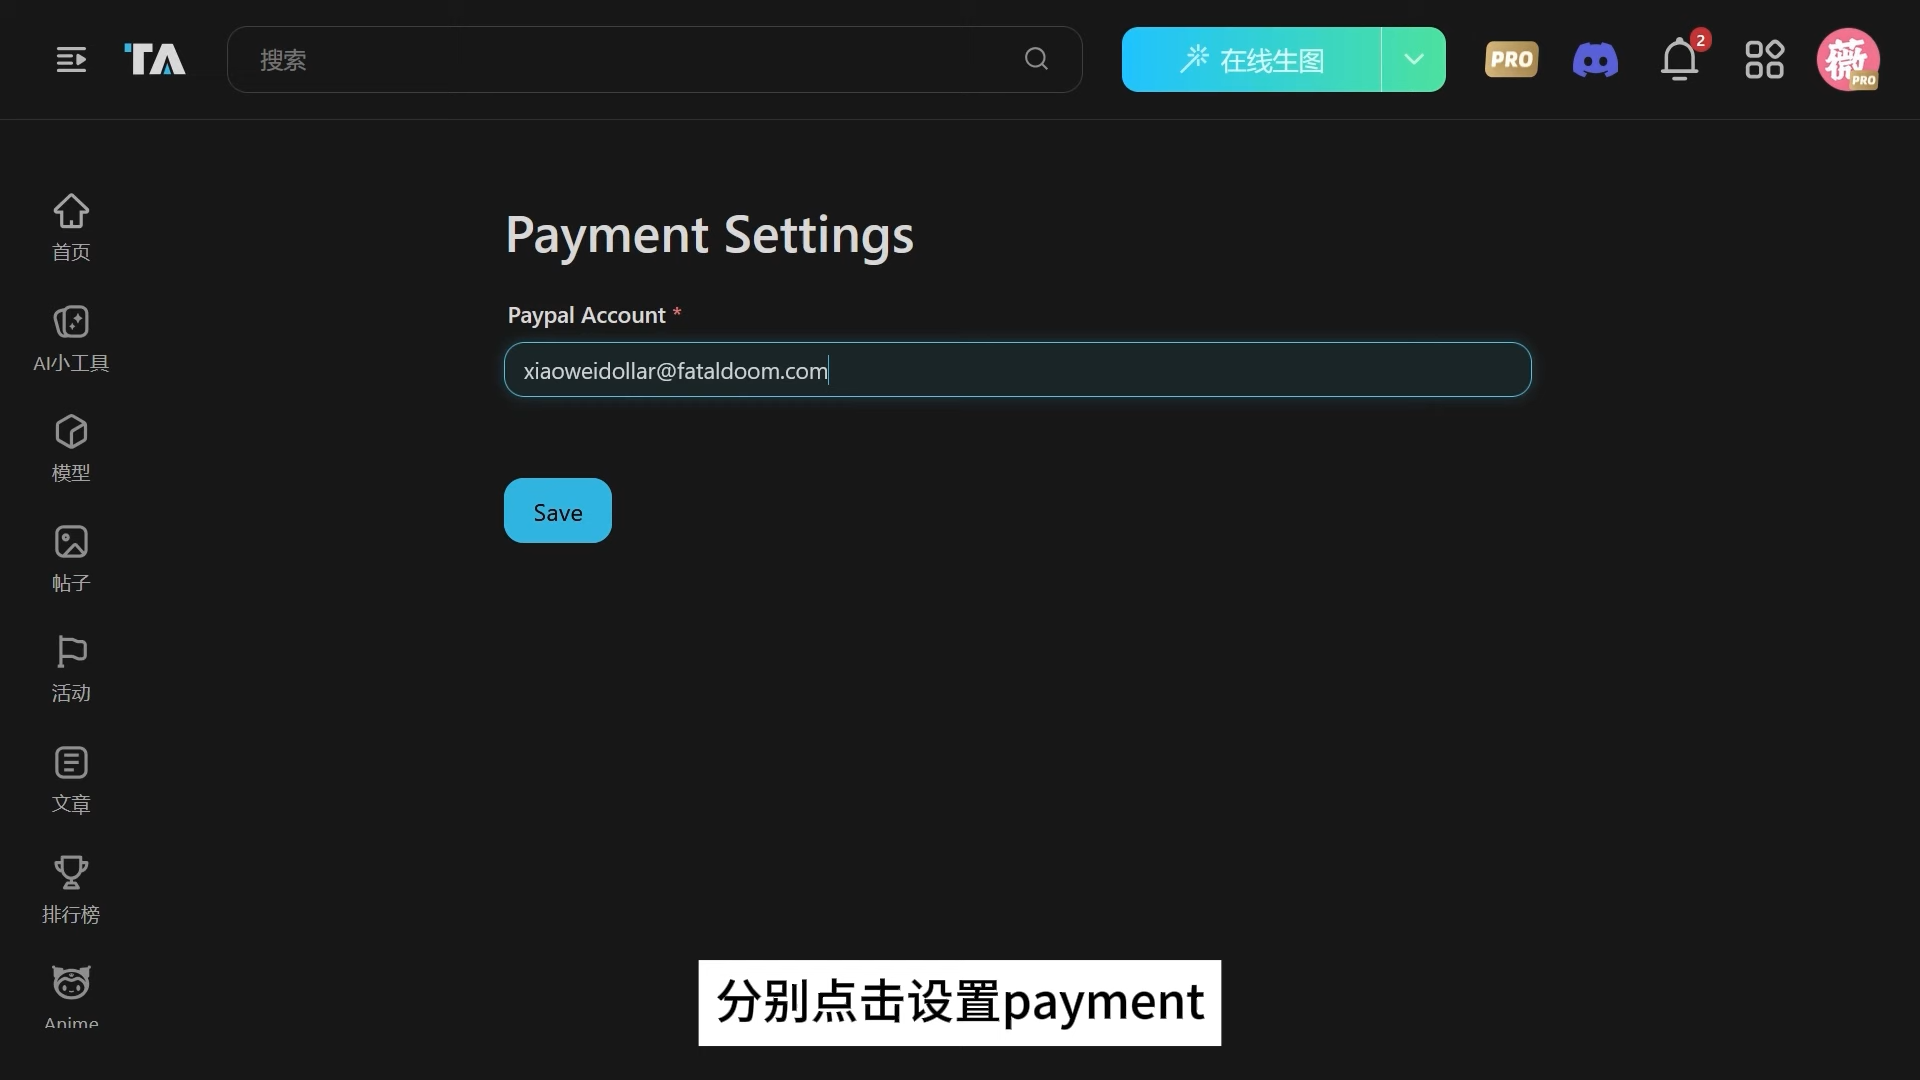 TA
搜索
在线生图
PRO
2
薇
PRO
首页
AI小工具
模型
帖子
活动
文章
排行榜
Anime
Payment Settings
Paypal Account *
xiaoweidollar@fataldoom.com
Save
分别点击设置payment